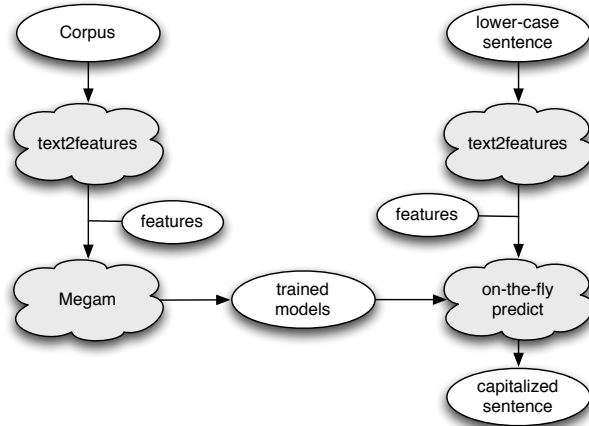 Corpus
lower-case
sentence
text2features
text2features
features
features
Megam
trained
models
on-the-fly
predict
capitalized
sentence